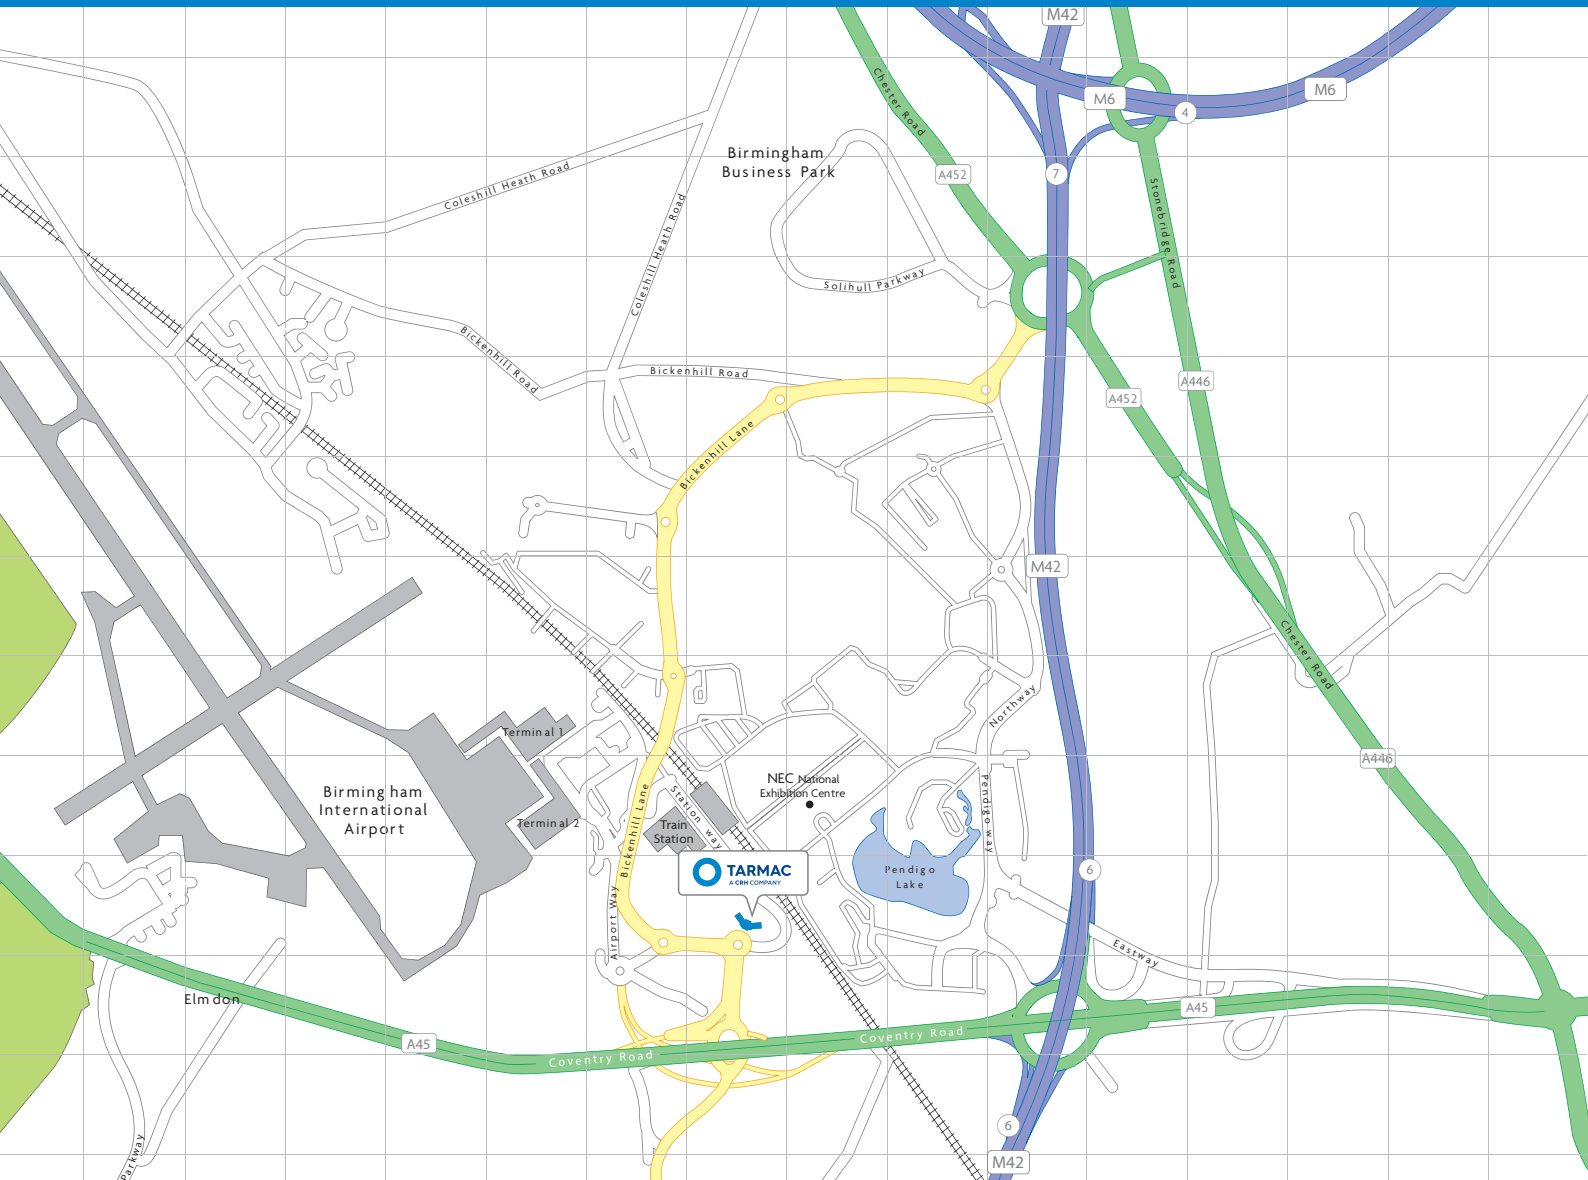 M42
M6
M6
4
Chester Road
Birmingham
Business Park
Coleshill Heath Road
A452
7
Stonebridge Road
Coleshill Heath Road
Solihull Parkway
Bickenhill Road
Bickenhill Road
A446
A452
Bickenhill Lane
M42
Chester Road
Northway
Terminal 1
A446
Birmingham
International
Airport
NEC National
Exhibition Centre
Station way
Pendigo way
Bickenhill Lane
Terminal 2
Train
Station
TARMAC
A CRH COMPANY
Pendigo
Lake
6
Airport Way
Eastway
Elmdon
A45
A45
Coventry Road
Coventry Road
6
Parkway
M42